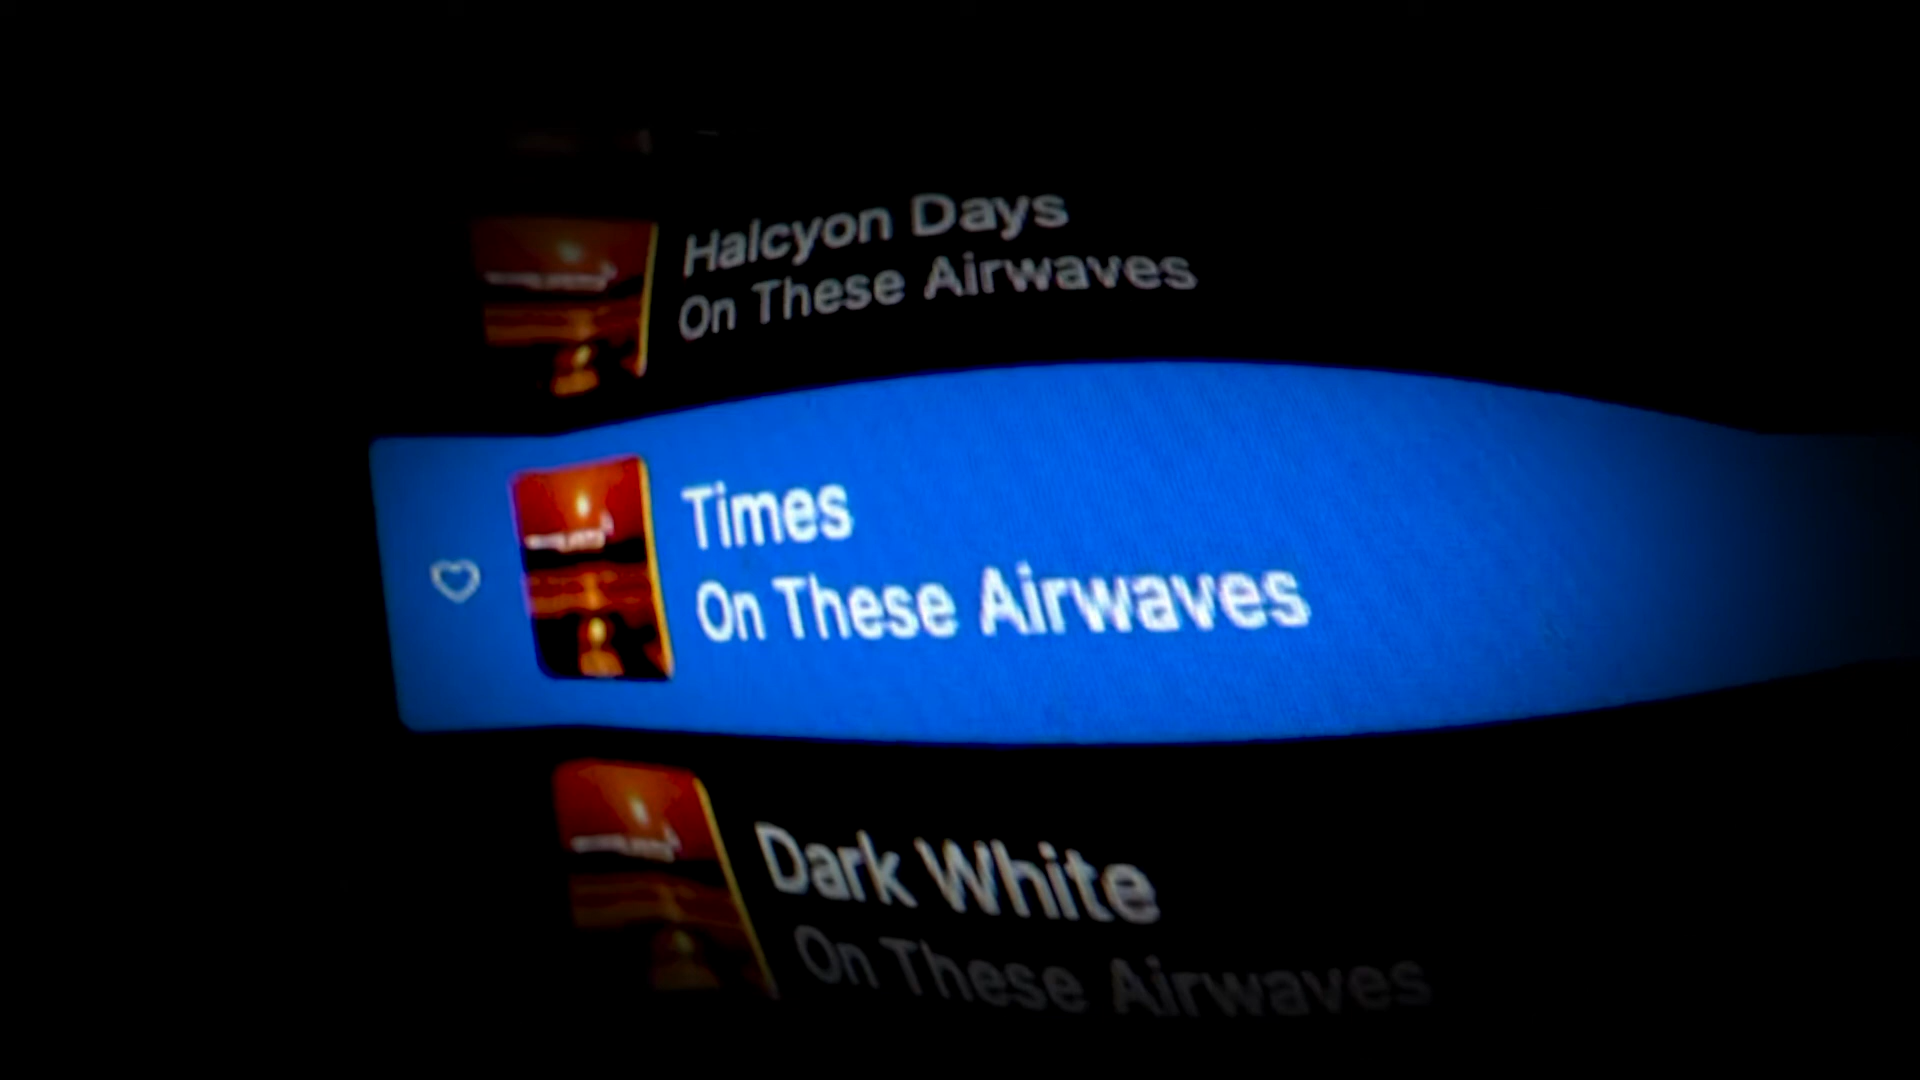 Halcyon Days
On These Airwaves
Times
On These Airwaves
Dark White
On These Airwaves